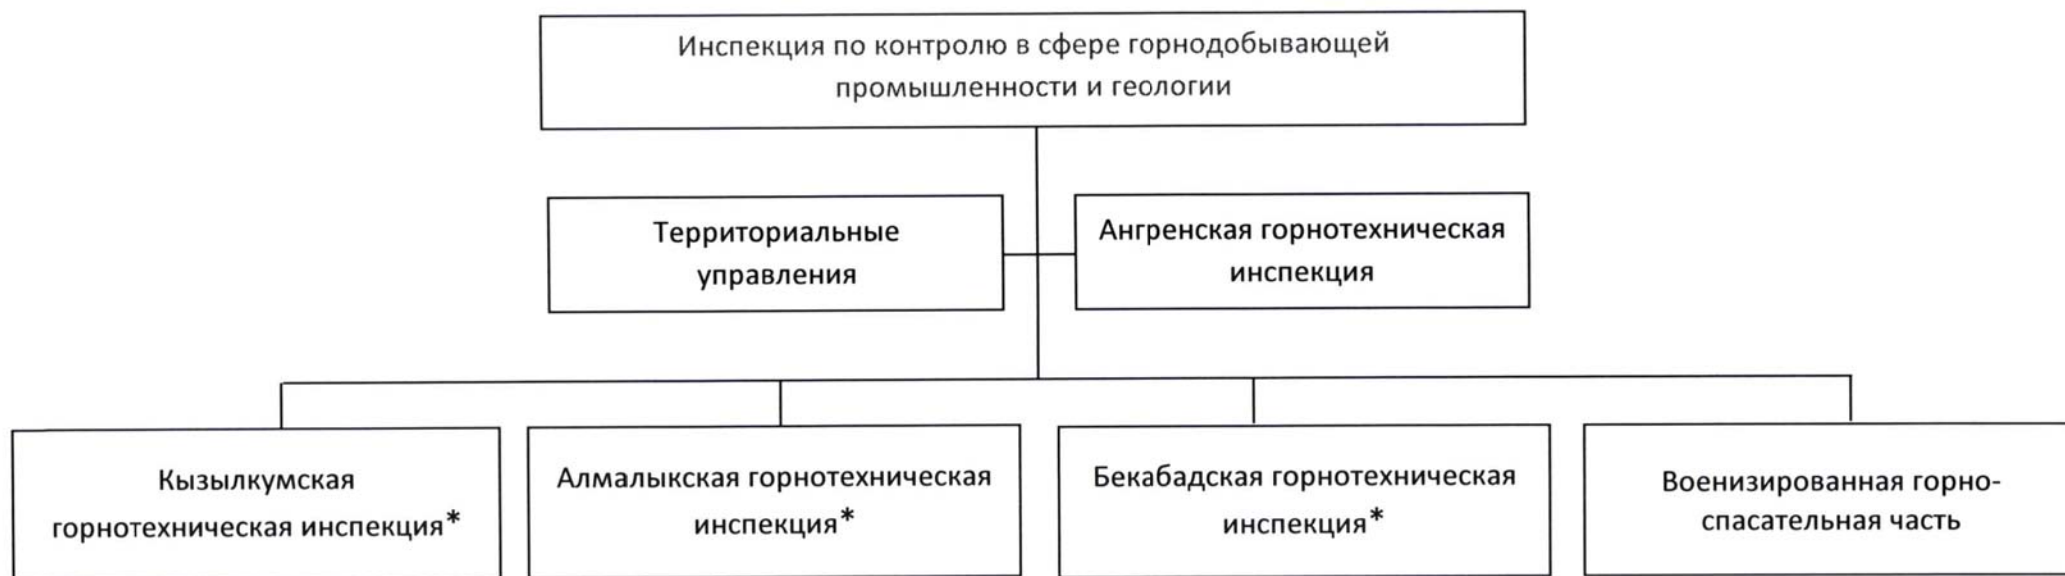 Инспекция по контролю в сфере горнодобывающей
промышленности и геологии
Территориальные
управления
Ангренская горнотехническая
инспекция
Кызылкумская
горнотехническая инспекция*
Алмалыкская горнотехническая
инспекция*
Бекабадская горнотехническая
инспекция*
Военизированная горно-
спасательная часть